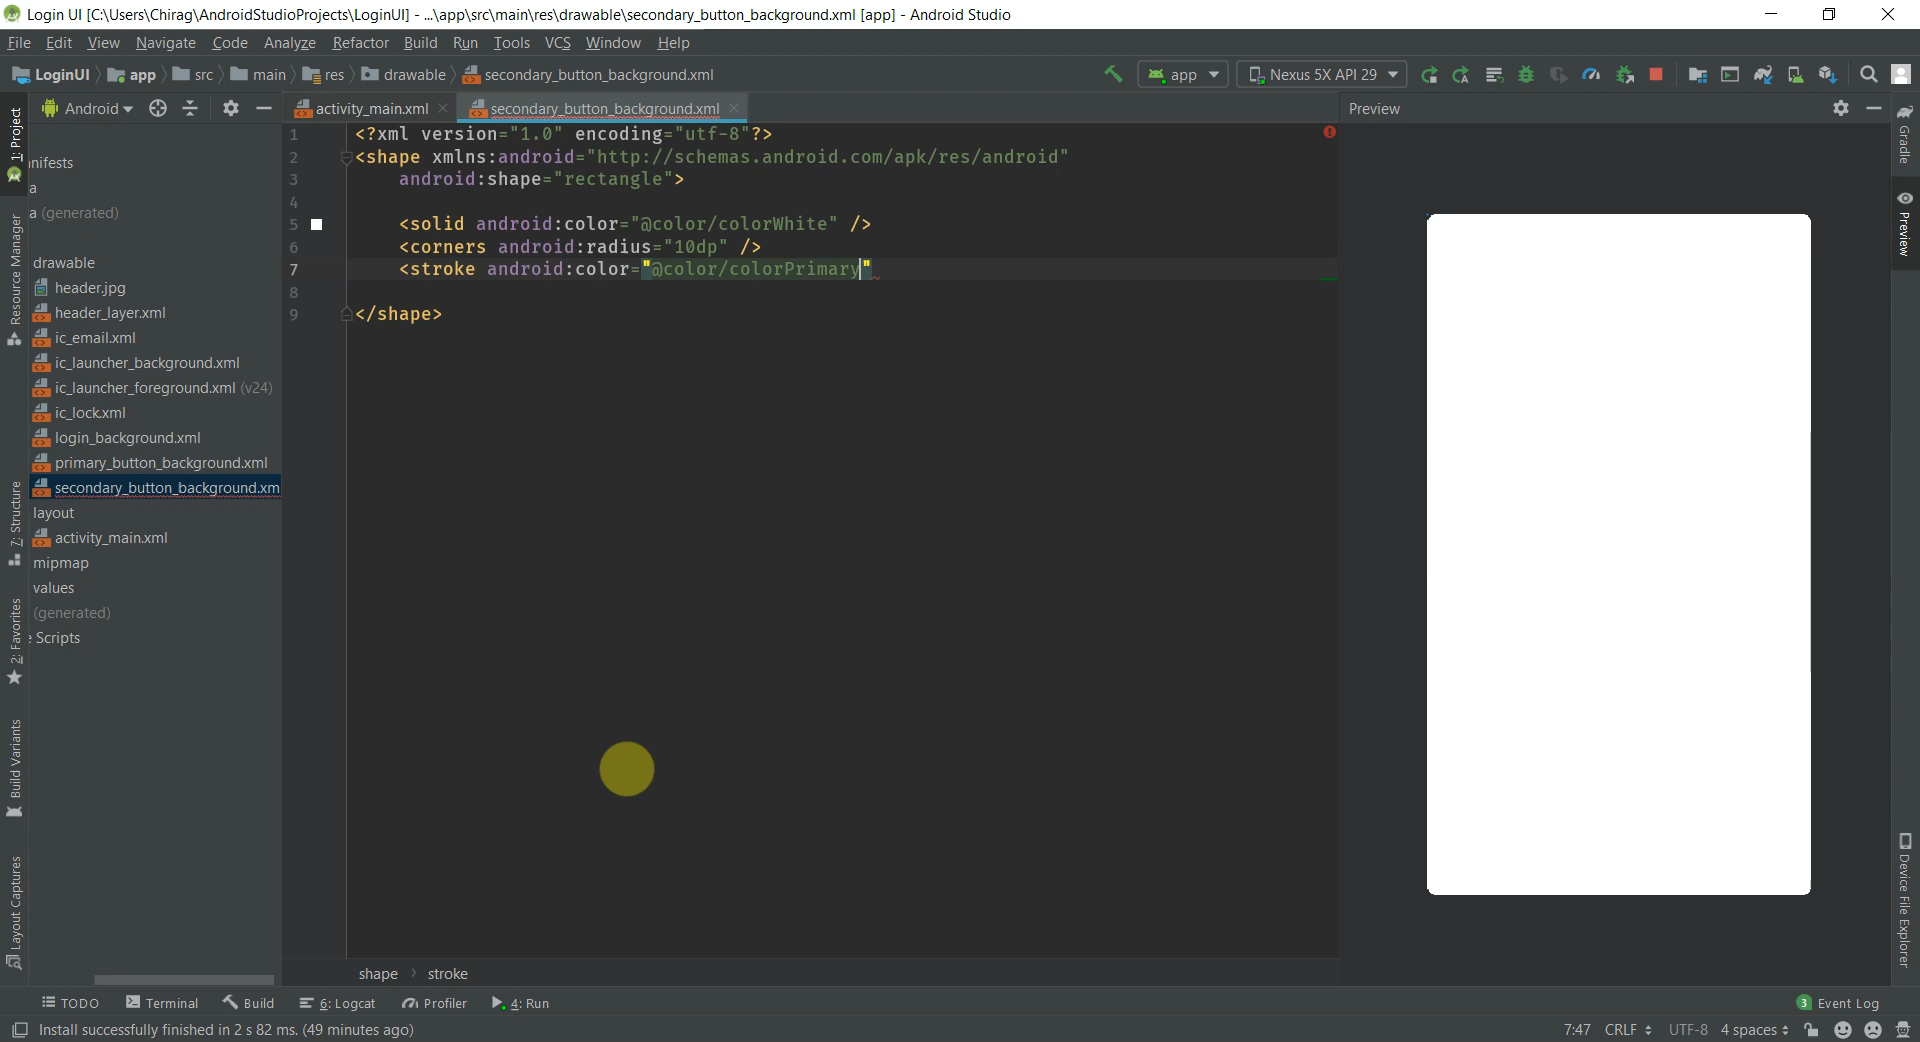 Login UI [C:\Users\Chirag\AndroidStudioProjects\LoginUI] - ...\app\src\main\res\drawable\secondary_button_background.xml [app] - Android Studio
File Edit View Navigate Code Analyze Refactor Build Run Tools VCS Window Help
LoginUI app src main res drawable secondary_button_background.xml app Nexus 5X API 29
Android activity_main.xml secondary_button_background.xml Preview
1 <?xml version="1.0" encoding="utf-8"?>
2 <shape xmlns:android="http://schemas.android.com/apk/res/android"
3 android:shape="rectangle">
4
5 <solid android:color="@color/colorWhite" />
6 <corners android:radius="10dp" />
7 <stroke android:color="@color/colorPrimary"
8
9 </shape>
nifests
a
a (generated)
drawable
header.jpg
header_layer.xml
ic_email.xml
ic_launcher_background.xml
ic_launcher_foreground.xml (v24)
ic_lock.xml
login_background.xml
primary_button_background.xml
secondary_button_background.xm
layout
activity_main.xml
mipmap
values
(generated)
e Scripts
1: Project
Resource Manager
7: Structure
2: Favorites
Build Variants
Layout Captures
Gradle
Preview
Device File Explorer
shape stroke
TODO Terminal Build 6: Logcat Profiler 4: Run 3 Event Log
Install successfully finished in 2 s 82 ms. (49 minutes ago) 7:47 CRLF UTF-8 4 spaces